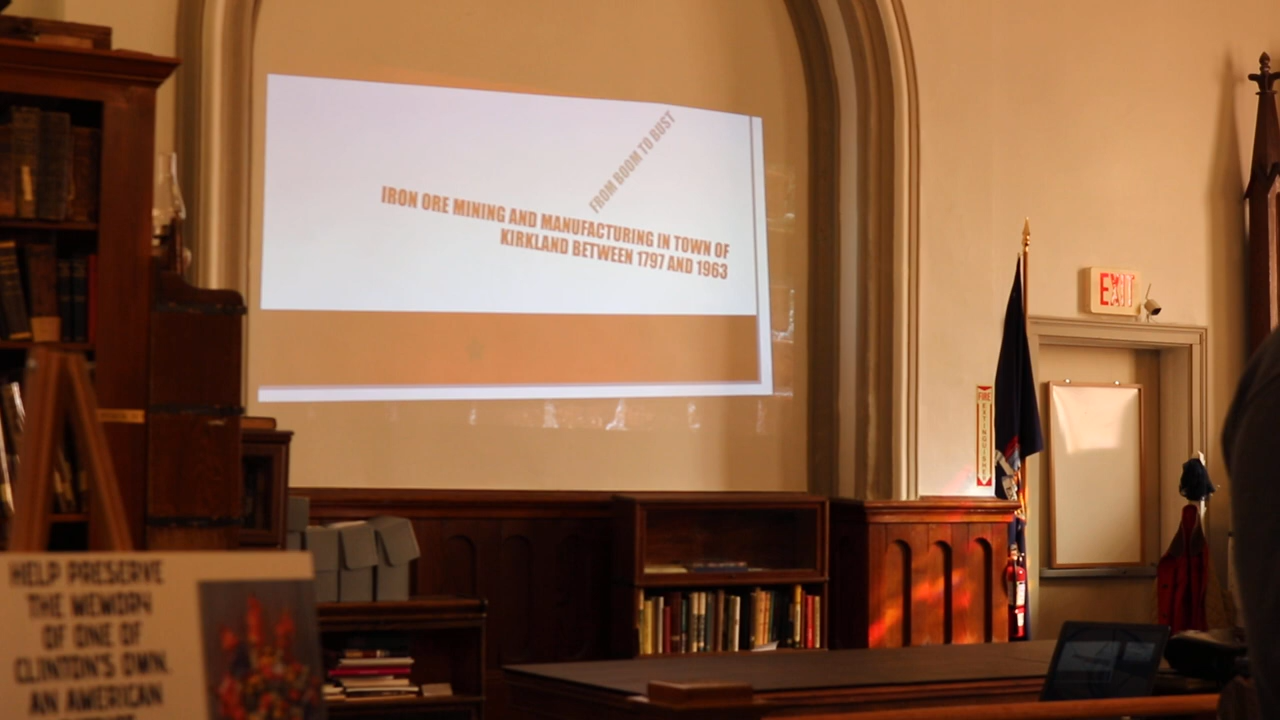 FROM BOOM TO BUST
IRON ORE MINING AND MANUFACTURING IN TOWN OF
KIRKLAND BETWEEN 1797 AND 1963
EXIT
FIRE
EXTINGUISHER
HELP PRESERVE
THE MEMORY
OF ONE OF
CLINTON'S OWN,
AN AMERICAN